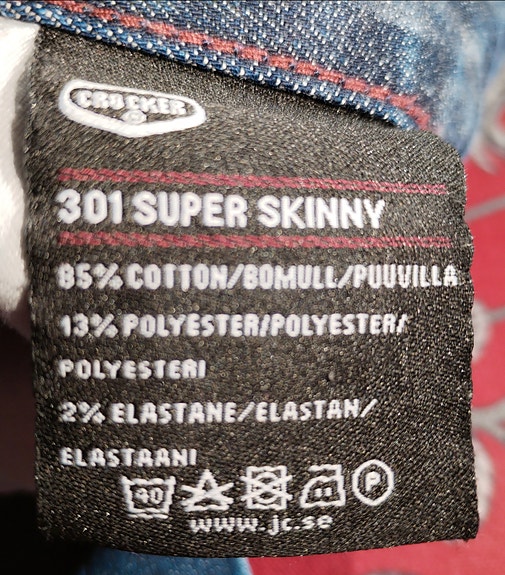 CROCKER
301 SUPER SKINNY
85% COTTON/BOMULL/PUUVILLA
13% POLYESTER/POLYESTER/
POLYESTERI
2% ELASTANE/ELASTAN/
ELASTAANI
40 P
www.jc.se